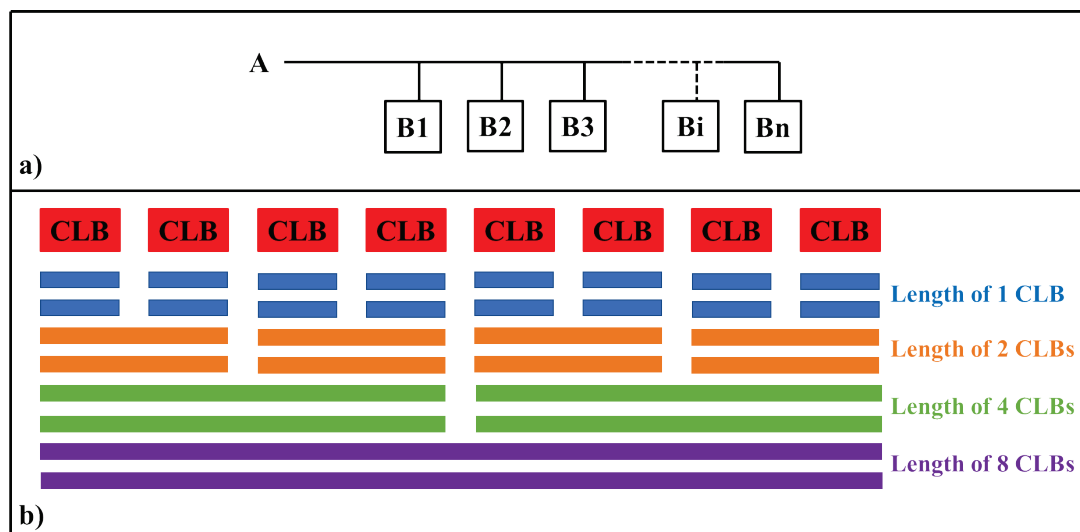 A
B1 B2 B3 Bi Bn
a)
CLB CLB CLB CLB CLB CLB CLB CLB
Length of 1 CLB
Length of 2 CLBs
Length of 4 CLBs
Length of 8 CLBs
b)